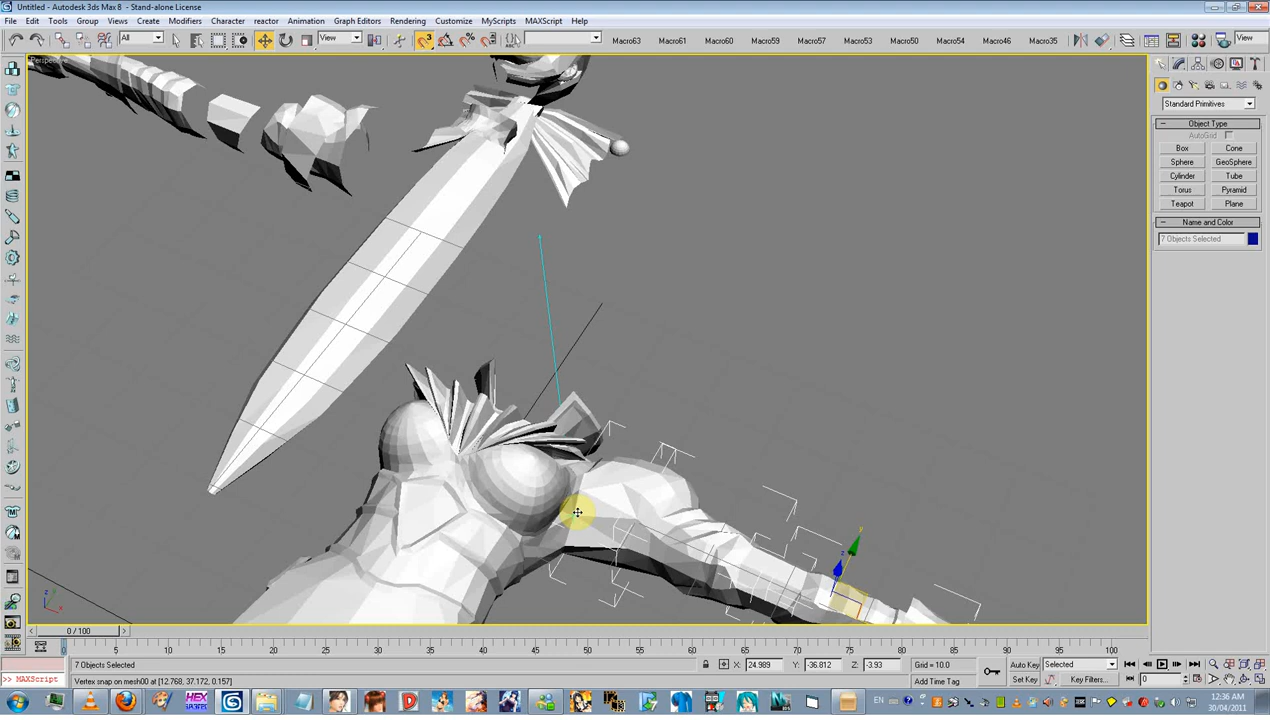 Untitled - Autodesk 3ds Max 8 - Stand-alone License
File Edit Tools Group Views Create Modifiers Character reactor Animation Graph Editors Rendering Customize MyScripts MAXScript Help
All View Macro63 Macro61 Macro60 Macro59 Macro57 Macro53 Macro50 Macro54 Macro46 Macro35 View
Perspective
Standard Primitives
Object Type
AutoGrid
Box Cone
Sphere GeoSphere
Cylinder Tube
Torus Pyramid
Teapot Plane
Name and Color
7 Objects Selected
0 / 100
0 5 10 15 20 25 30 35 40 45 50 55 60 65 70 75 80 85 90 95 100
7 Objects Selected X: 24.989 Y: -36.812 Z: -3.93 Grid = 10.0 Auto Key Selected
>> MAXScript Vertex snap on mesh00 at [12.768, 37.172, 0.157] Add Time Tag Set Key Key Filters... 0
EN 12:36 AM
30/04/2011